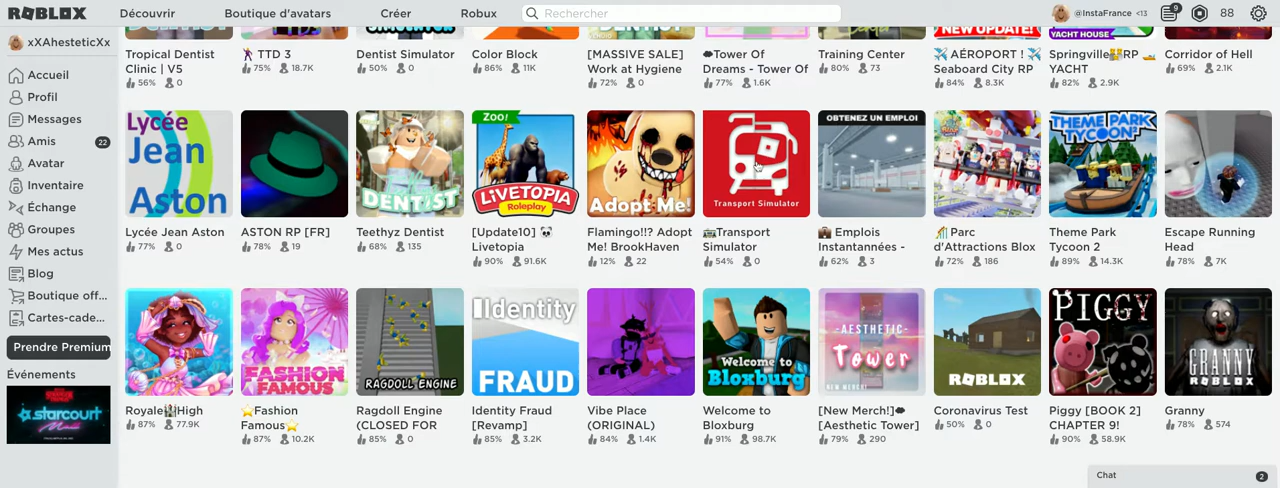 ROBLOX Découvrir Boutique d'avatars Créer Robux Rechercher @InstaFrance <13 9 88
xXAhesteticXx
Accueil
Profil
Messages
Amis 22
Avatar
Inventaire
Échange
Groupes
Mes actus
Blog
Boutique off...
Cartes-cade...
Prendre Premium
Événements
starcourt
YACHT HOUSE
Tropical Dentist Clinic | V5
56% 0
TTD 3
75% 18.7K
Dentist Simulator
50% 0
Color Block
86% 11K
[MASSIVE SALE] Work at Hygiene
72% 0
Tower Of Dreams - Tower Of
77% 1.6K
Training Center
80% 73
AÉROPORT ! Seaboard City RP
84% 8.3K
Springville RP YACHT
82% 2.9K
Corridor of Hell
69% 2.1K
Lycée
Jean
Aston
Lycée Jean Aston
77% 0
ASTON RP [FR]
78% 19
DENTIST
Teethyz Dentist
68% 135
Zoo!
LIVETOPIA
Roleplay
[Update10] Livetopia
90% 91.6K
Adopt Me!
Flamingo!!? Adopt Me! BrookHaven
12% 22
Transport Simulator
Transport Simulator
54% 0
OBTENEZ UN EMPLOI
Emplois Instantannées -
62% 3
Parc d'Attractions Blox
72% 186
THEME PARK
TYCOON
Theme Park Tycoon 2
89% 14.3K
Escape Running Head
78% 7K
Royale High
87% 77.9K
FASHION
FAMOUS
Fashion Famous
87% 10.2K
RAGDOLL ENGINE
Ragdoll Engine (CLOSED FOR
85% 0
Identity
FRAUD
Identity Fraud [Revamp]
85% 3.2K
Vibe Place (ORIGINAL)
84% 1.4K
Welcome to
Bloxburg
Welcome to Bloxburg
91% 98.7K
-AESTHETIC-
Tower
NEW MERCH!
[New Merch!] [Aesthetic Tower]
79% 290
ROBLOX
Coronavirus Test
50% 0
PIGGY
Piggy [BOOK 2] CHAPTER 9!
90% 58.9K
GRANNY
ROBLOX
Granny
78% 574
Chat 2